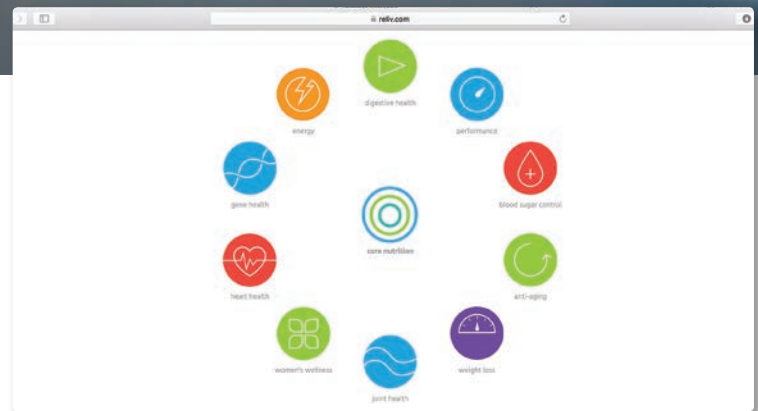 reliv.com
digestive health
energy
performance
gene health
blood sugar control
core nutrition
heart health
anti-aging
women's wellness
weight loss
joint health